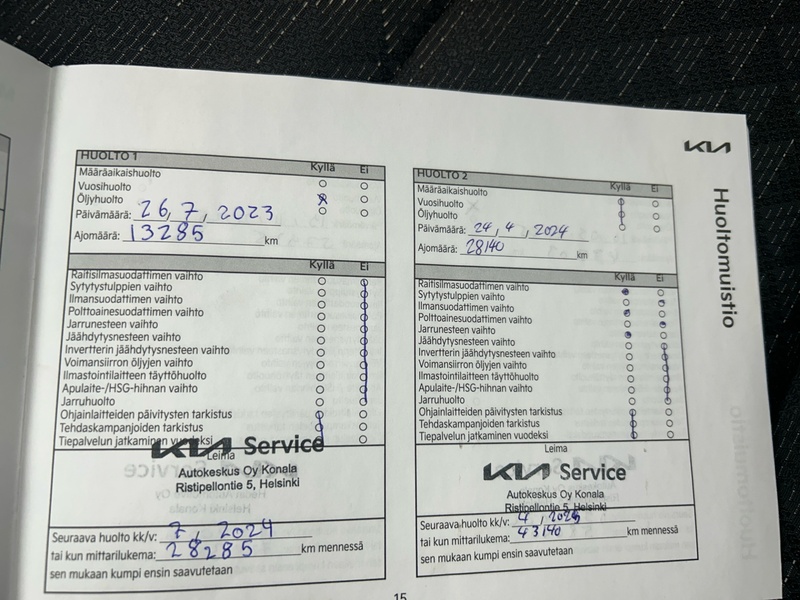 KIA
Huoltomuistio
HUOLTO 1
Kyllä Ei
Määräaikaishuolto
Vuosihuolto
Öljyhuolto
Päivämäärä: 26, 7, 2023
Ajomäärä: 13285 km
Kyllä Ei
Raitisilmasuodattimen vaihto
Sytytystulppien vaihto
Ilmansuodattimen vaihto
Polttoainesuodattimen vaihto
Jarrunesteen vaihto
Jäähdytysnesteen vaihto
Invertterin jäähdytysnesteen vaihto
Voimansiirron öljyjen vaihto
Ilmastointilaitteen täyttöhuolto
Apulaite-/HSG-hihnan vaihto
Jarruhuolto
Ohjainlaitteiden päivitysten tarkistus
Tehdaskampanjoiden tarkistus
Tiepalvelun jatkaminen vuodeksi
KIA Service
Leima
Autokeskus Oy Konala
Ristipellontie 5, Helsinki
Seuraava huolto kk/v: 7, 2024
tai kun mittarilukema: 28285 km mennessä
sen mukaan kumpi ensin saavutetaan
HUOLTO 2
Kyllä Ei
Määräaikaishuolto
Vuosihuolto
Öljyhuolto
Päivämäärä: 24, 4, 2024
Ajomäärä: 28140 km
Kyllä Ei
Raitisilmasuodattimen vaihto
Sytytystulppien vaihto
Ilmansuodattimen vaihto
Polttoainesuodattimen vaihto
Jarrunesteen vaihto
Jäähdytysnesteen vaihto
Invertterin jäähdytysnesteen vaihto
Voimansiirron öljyjen vaihto
Ilmastointilaitteen täyttöhuolto
Apulaite-/HSG-hihnan vaihto
Jarruhuolto
Ohjainlaitteiden päivitysten tarkistus
Tehdaskampanjoiden tarkistus
Tiepalvelun jatkaminen vuodeksi
Leima
KIA Service
Autokeskus Oy Konala
Ristipellontie 5, Helsinki
Seuraava huolto kk/v: 4, 2025
tai kun mittarilukema: 43140 km mennessä
sen mukaan kumpi ensin saavutetaan
15